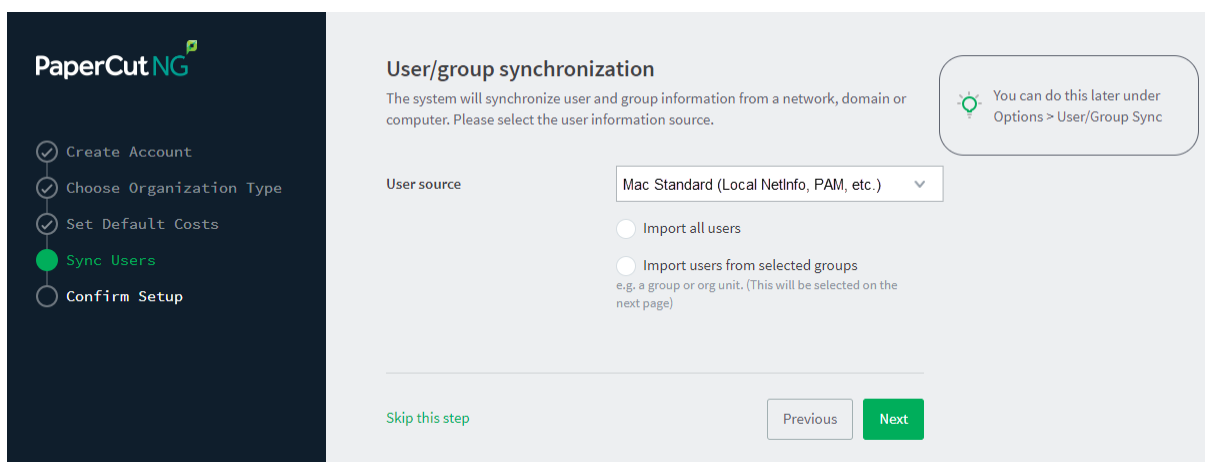 PaperCut NG
Create Account
Choose Organization Type
Set Default Costs
Sync Users
Confirm Setup
User/group synchronization
The system will synchronize user and group information from a network, domain or
computer. Please select the user information source.
You can do this later under
Options > User/Group Sync
User source
Mac Standard (Local NetInfo, PAM, etc.)
Import all users
Import users from selected groups
e.g. a group or org unit. (This will be selected on the
next page)
Skip this step
Previous
Next